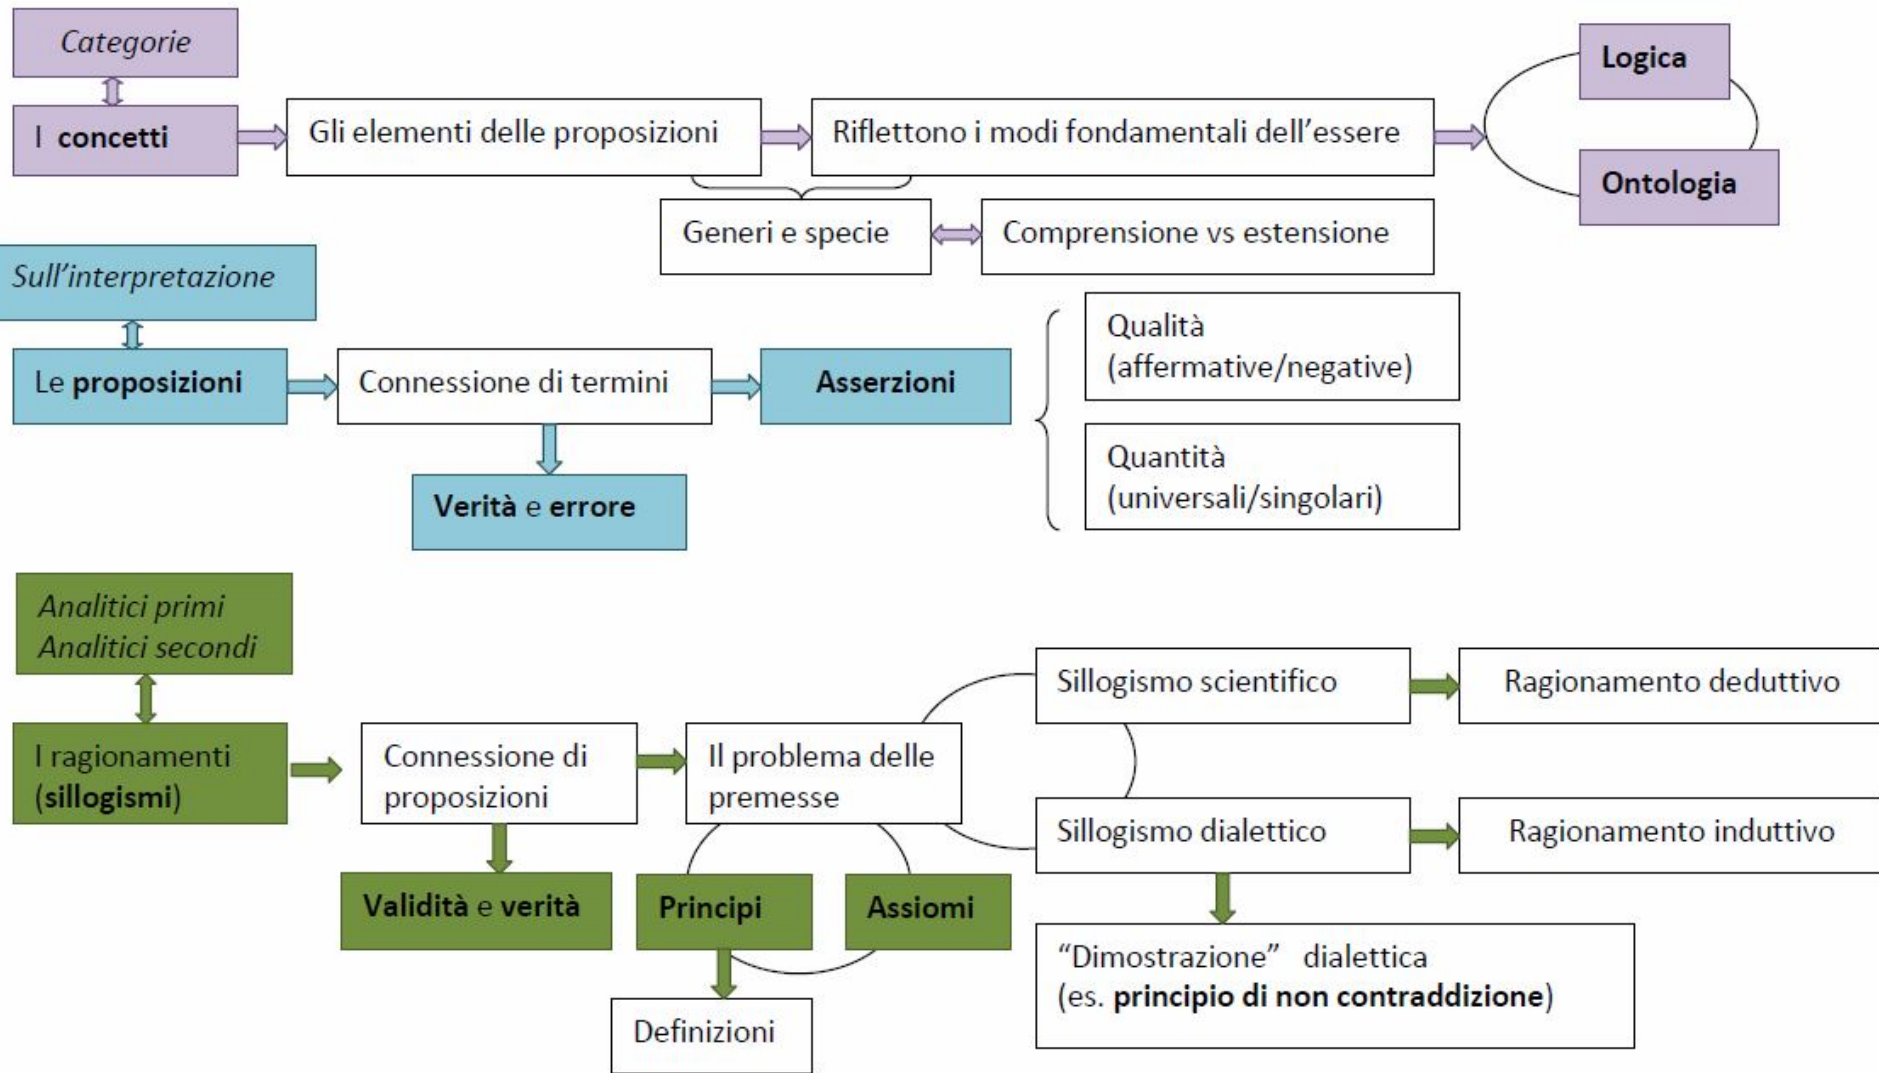 Categorie
I concetti
Gli elementi delle proposizioni
Riflettono i modi fondamentali dell’essere
Logica
Ontologia
Generi e specie
Comprensione vs estensione
Sull’interpretazione
Le proposizioni
Connessione di termini
Asserzioni
Qualità
(affermative/negative)
Quantità
(universali/singolari)
Verità e errore
Analitici primi
Analitici secondi
I ragionamenti
(sillogismi)
Connessione di
proposizioni
Il problema delle
premesse
Sillogismo scientifico
Ragionamento deduttivo
Sillogismo dialettico
Ragionamento induttivo
Validità e verità
Principi
Assiomi
“Dimostrazione” dialettica
(es. principio di non contraddizione)
Definizioni